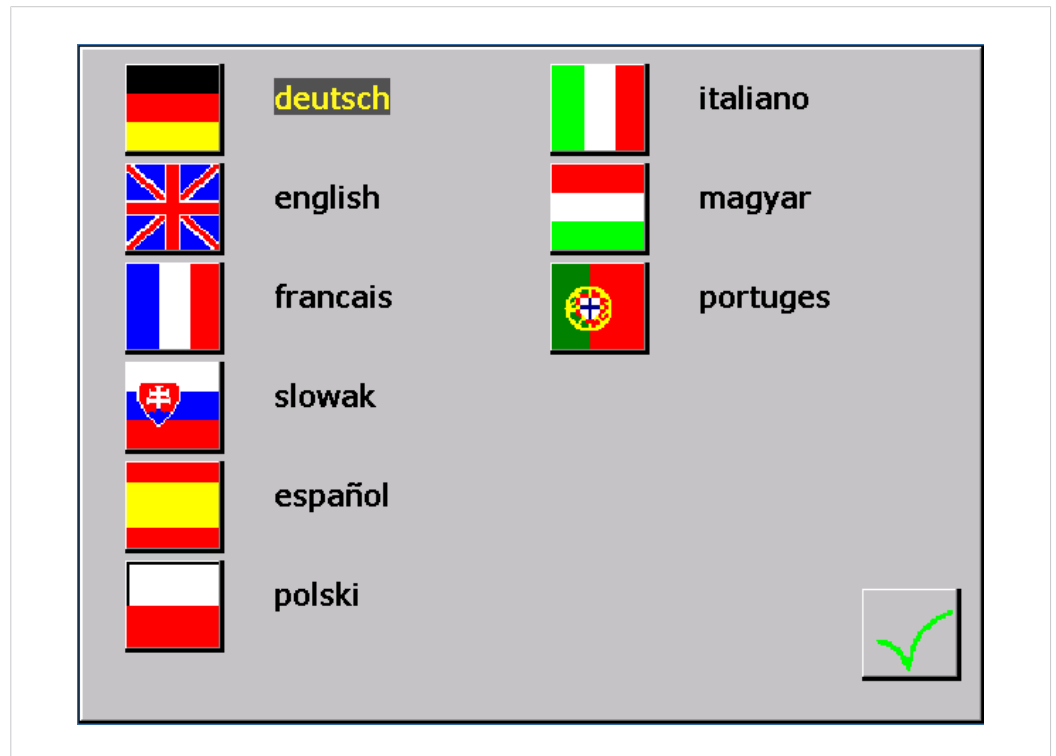 deutsch
english
francais
slowak
español
polski
italiano
magyar
portuges